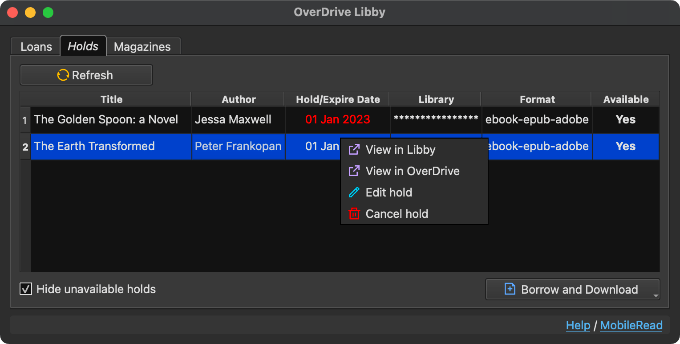 OverDrive Libby
Loans Holds Magazines
Refresh
Title Author Hold/Expire Date Library Format Available
1 The Golden Spoon: a Novel Jessa Maxwell 01 Jan 2023 **************** ebook-epub-adobe Yes
2 The Earth Transformed Peter Frankopan 01 Jan ebook-epub-adobe Yes
View in Libby
View in OverDrive
Edit hold
Cancel hold
Hide unavailable holds
Borrow and Download
Help / MobileRead